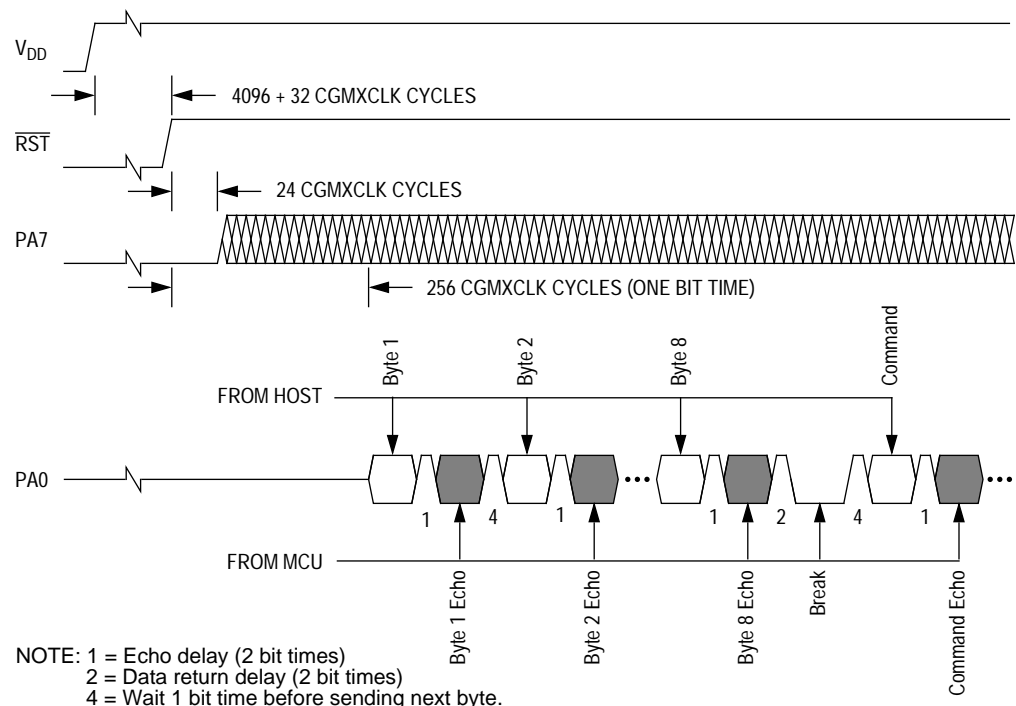 VDD
4096 + 32 CGMXCLK CYCLES
RST
24 CGMXCLK CYCLES
PA7
256 CGMXCLK CYCLES (ONE BIT TIME)
Byte 1
Byte 2
Byte 8
Command
FROM HOST
PA0
1
4
1
1
2
4
1
FROM MCU
Byte 1 Echo
Byte 2 Echo
Byte 8 Echo
Break
Command Echo
NOTE: 1 = Echo delay (2 bit times)
2 = Data return delay (2 bit times)
4 = Wait 1 bit time before sending next byte.